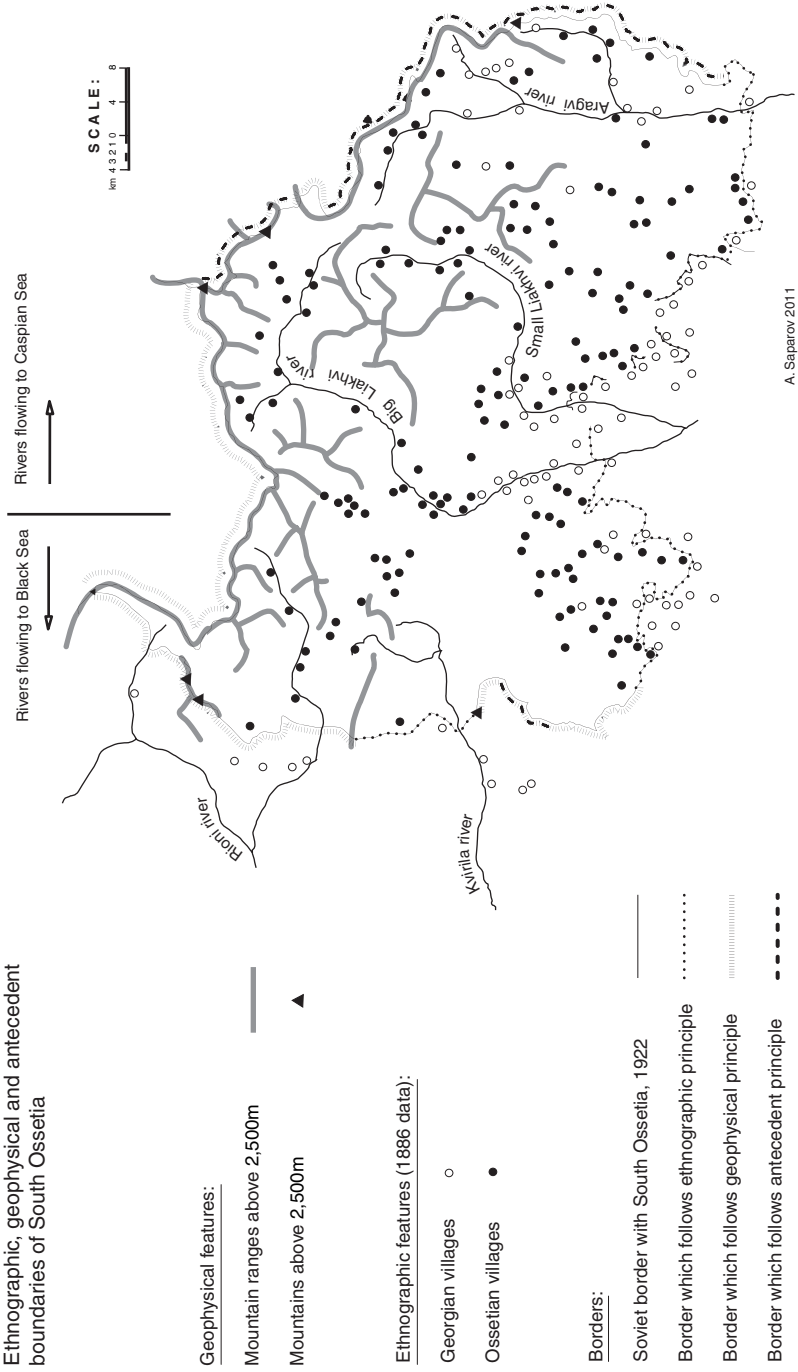 Ethnographic, geophysical and antecedent
boundaries of South Ossetia
Geophysical features:
Mountain ranges above 2,500m
Mountains above 2,500m
Ethnographic features (1886 data):
Georgian villages
Ossetian villages
Borders:
Soviet border with South Ossetia, 1922
Border which follows ethnographic principle
Border which follows geophysical principle
Border which follows antecedent principle
Rivers flowing to Black Sea
Rivers flowing to Caspian Sea
SCALE:
km 4 3 2 1 0 4 8
Rioni river
Kvirila river
Big Liakhvi river
Small Liakhvi river
Aragvi river
A. Saparov 2011